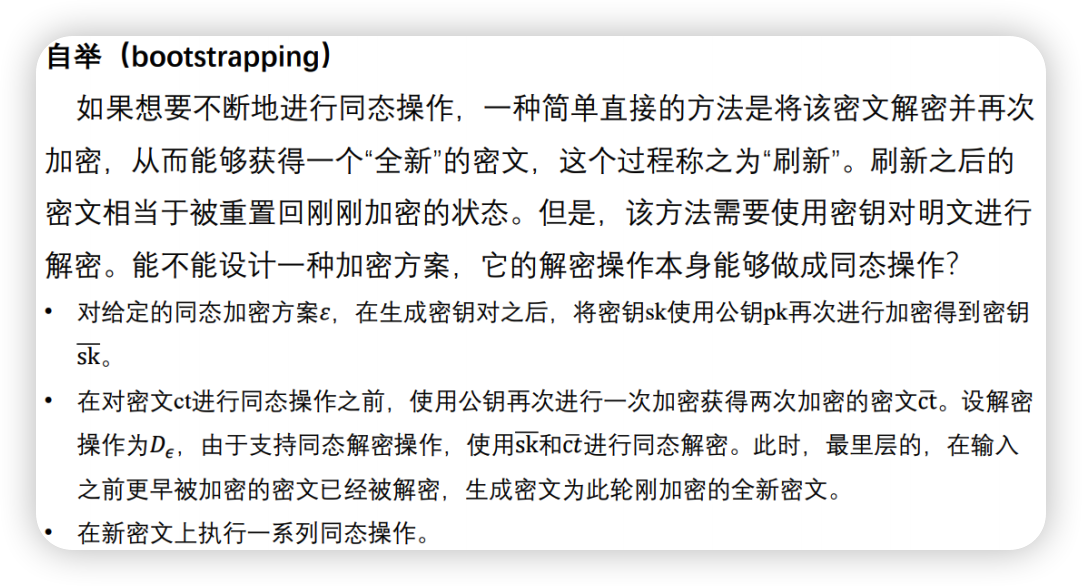 自举（bootstrapping）
如果想要不断地进行同态操作，一种简单直接的方法是将该密文解密并再次
加密，从而能够获得一个“全新”的密文，这个过程称之为“刷新”。刷新之后的
密文相当于被重置回刚刚加密的状态。但是，该方法需要使用密钥对明文进行
解密。能不能设计一种加密方案，它的解密操作本身能够做成同态操作？
• 对给定的同态加密方案ε，在生成密钥对之后，将密钥sk使用公钥pk再次进行加密得到密钥
s̅k̅。
• 在对密文ct进行同态操作之前，使用公钥再次进行一次加密获得两次加密的密文c̅t̅。设解密
操作为Dϵ，由于支持同态解密操作，使用s̅k̅和c̅t̅进行同态解密。此时，最里层的，在输入
之前更早被加密的密文已经被解密，生成密文为此轮刚加密的全新密文。
• 在新密文上执行一系列同态操作。